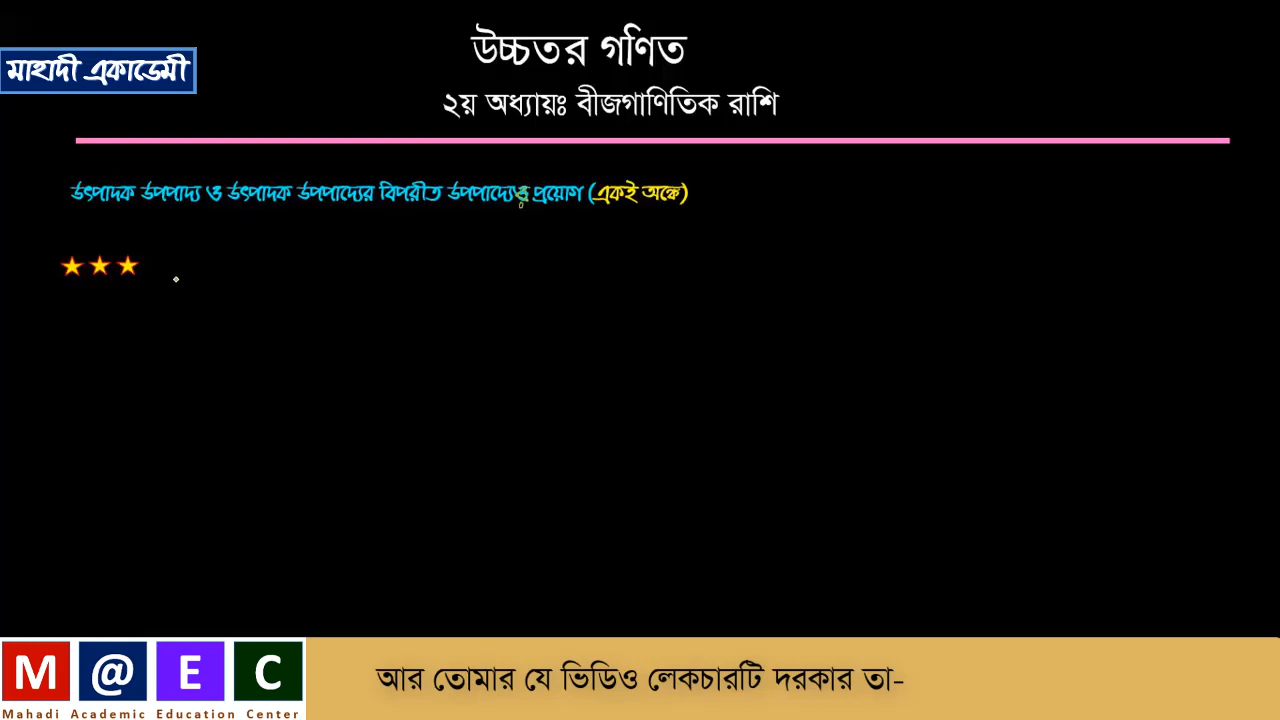 উচ্চতর গণিত
মাহাদী একাডেমী
২য় অধ্যায়ঃ বীজগাণিতিক রাশি
উৎপাদক উপপাদ্য ও উৎপাদক উপপাদ্যের বিপরীত উপপাদ্যের প্রয়োগ (একই অঙ্কে)
M @ E C
Mahadi Academic Education Center
আর তোমার যে ভিডিও লেকচারটি দরকার তা-